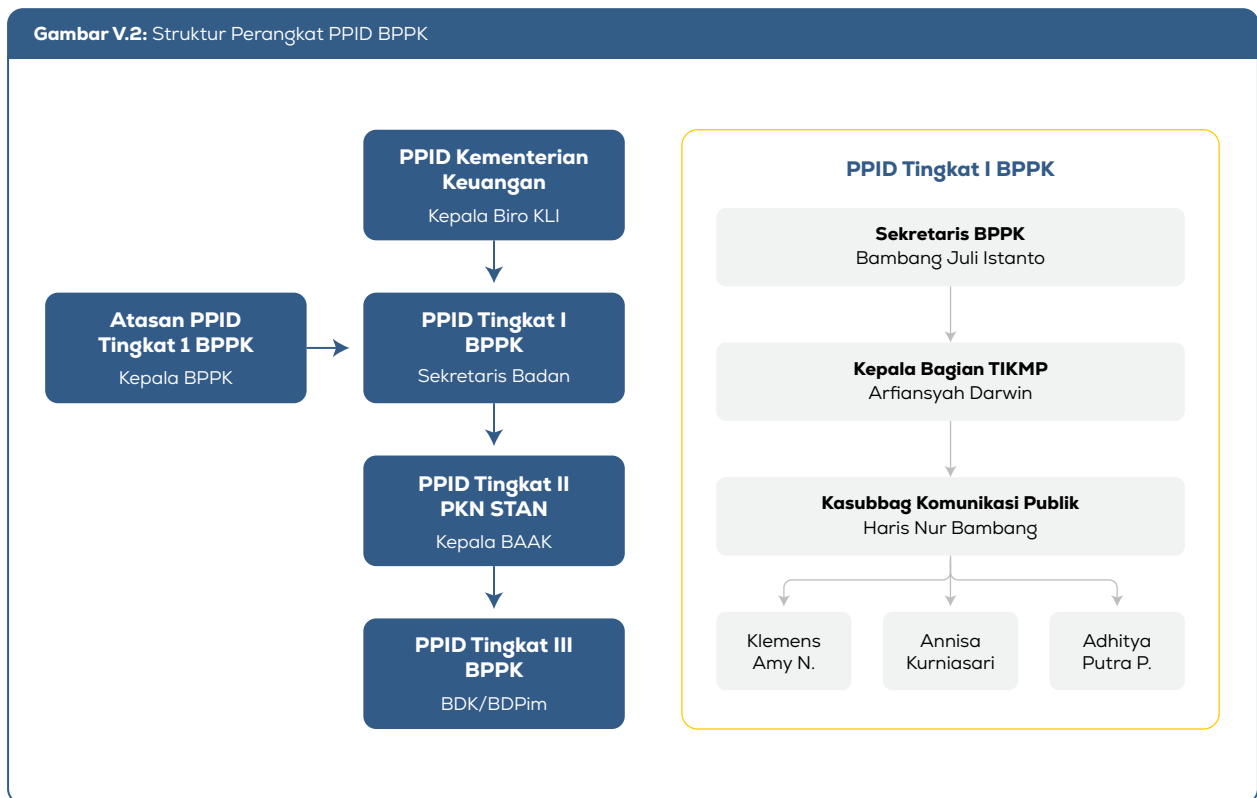 Gambar V.2: Struktur Perangkat PPID BPPK
PPID Kementerian
Keuangan
Kepala Biro KLI
Atasan PPID
Tingkat 1 BPPK
Kepala BPPK
PPID Tingkat I
BPPK
Sekretaris Badan
PPID Tingkat II
PKN STAN
Kepala BAAK
PPID Tingkat III
BPPK
BDK/BDPim
PPID Tingkat I BPPK
Sekretaris BPPK
Bambang Juli Istanto
Kepala Bagian TIKMP
Arfiansyah Darwin
Kasubbag Komunikasi Publik
Haris Nur Bambang
Klemens
Amy N.
Annisa
Kurniasari
Adhitya
Putra P.